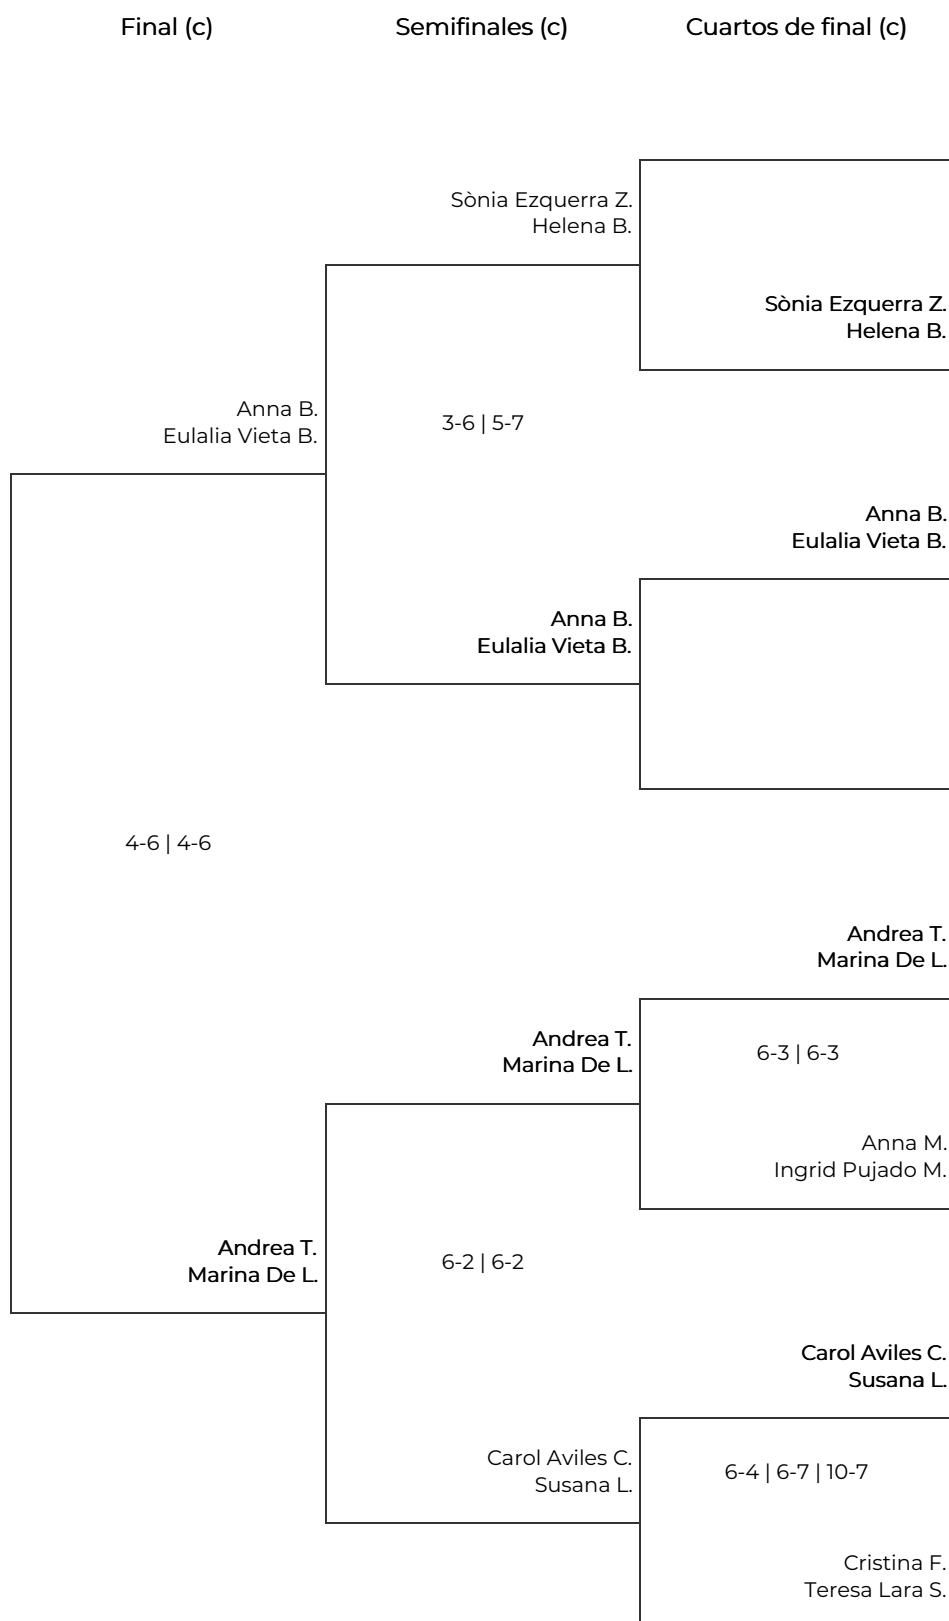 Final (c)
Semifinales (c)
Cuartos de final (c)
Sònia Ezquerra Z.
Helena B.
Sònia Ezquerra Z.
Helena B.
Anna B.
Eulalia Vieta B.
3-6 | 5-7
Anna B.
Eulalia Vieta B.
Anna B.
Eulalia Vieta B.
4-6 | 4-6
Andrea T.
Marina De L.
Andrea T.
Marina De L.
6-3 | 6-3
Anna M.
Ingrid Pujado M.
Andrea T.
Marina De L.
6-2 | 6-2
Carol Aviles C.
Susana L.
Carol Aviles C.
Susana L.
6-4 | 6-7 | 10-7
Cristina F.
Teresa Lara S.